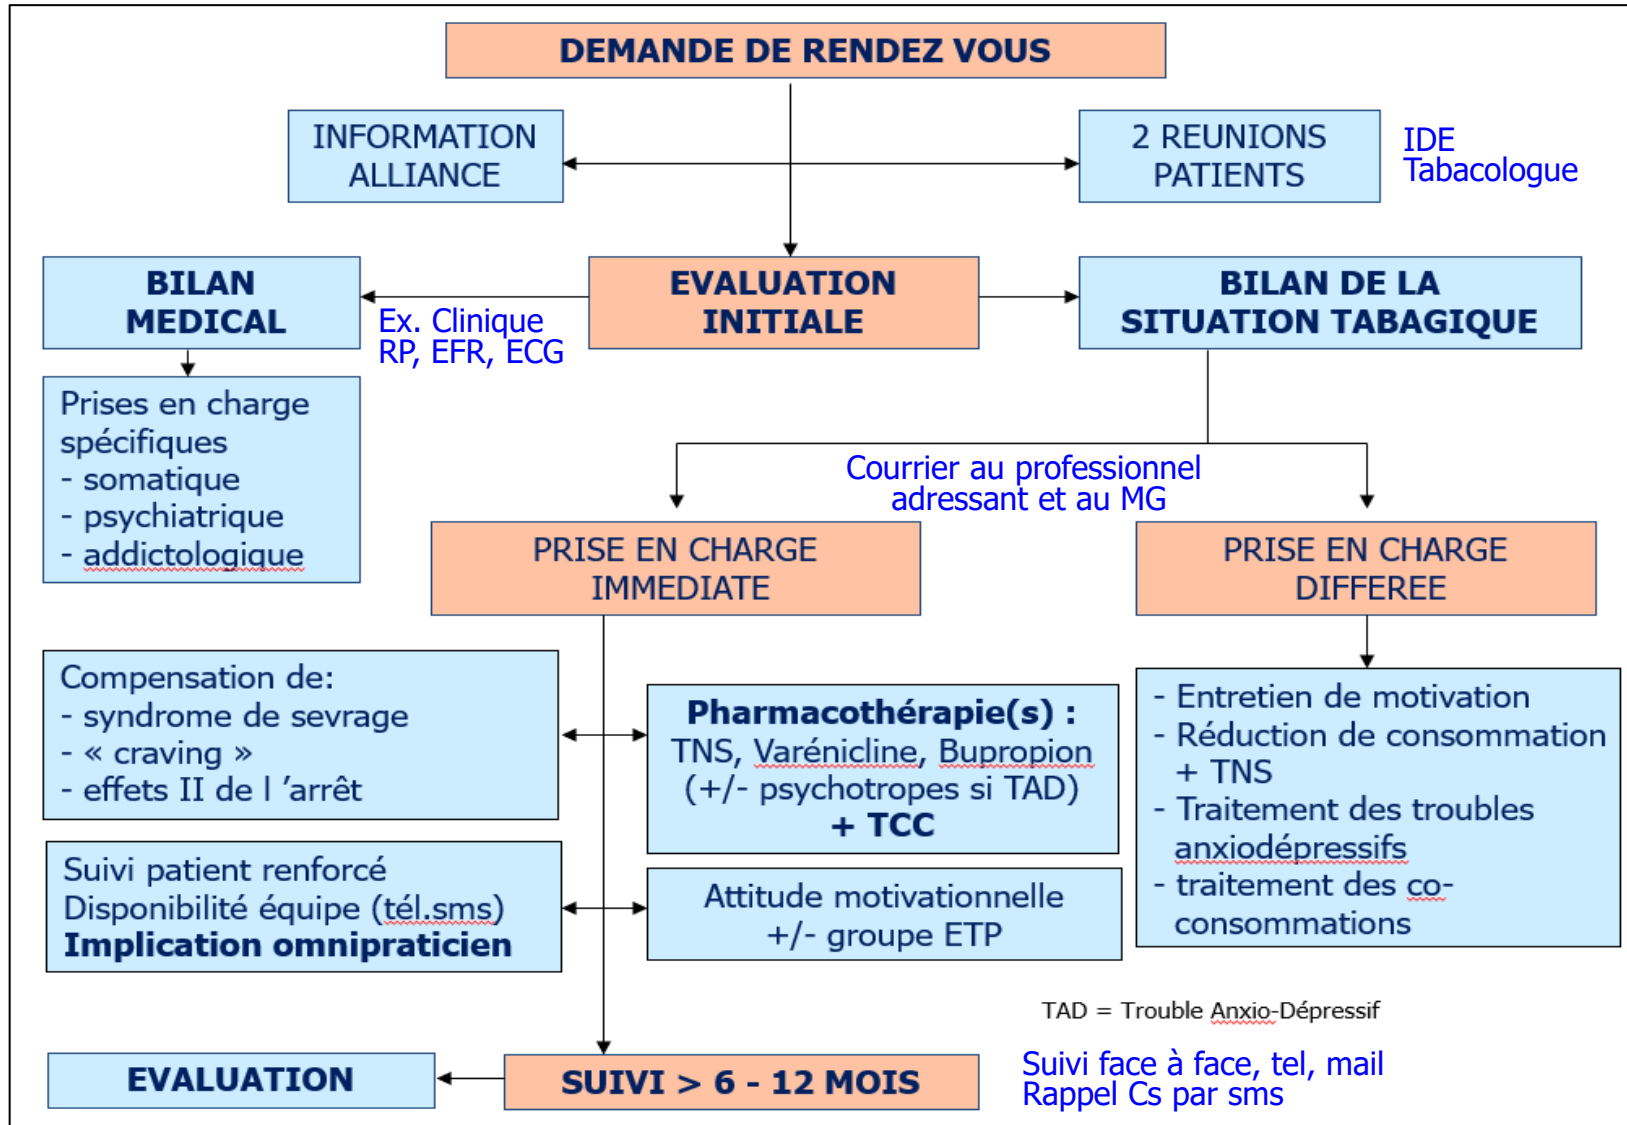 DEMANDE DE RENDEZ VOUS
INFORMATION
ALLIANCE
2 REUNIONS
PATIENTS
IDE
Tabacologue
BILAN
MEDICAL
Ex. Clinique
RP, EFR, ECG
EVALUATION
INITIALE
BILAN DE LA
SITUATION TABAGIQUE
Prises en charge
spécifiques
- somatique
- psychiatrique
- addictologique
Courrier au professionnel
adressant et au MG
PRISE EN CHARGE
IMMEDIATE
PRISE EN CHARGE
DIFFEREE
Compensation de:
- syndrome de sevrage
- « craving »
- effets II de l ’arrêt
Pharmacothérapie(s) :
TNS, Varénicline, Bupropion
(+/- psychotropes si TAD)
+ TCC
- Entretien de motivation
- Réduction de consommation
+ TNS
- Traitement des troubles
anxiodépressifs
- traitement des co-
consommations
Suivi patient renforcé
Disponibilité équipe (tél.sms)
Implication omnipraticien
Attitude motivationnelle
+/- groupe ETP
TAD = Trouble Anxio-Dépressif
EVALUATION
SUIVI > 6 - 12 MOIS
Suivi face à face, tel, mail
Rappel Cs par sms